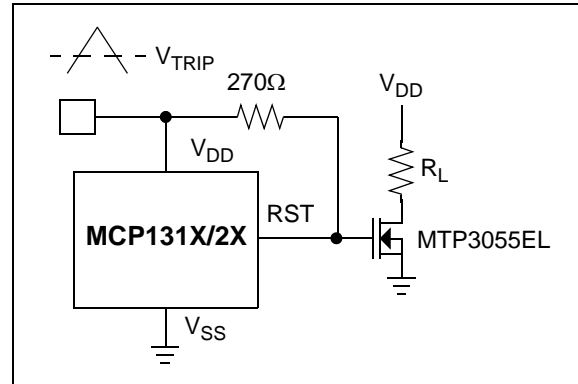 V_TRIP
270Ω
V_DD
V_DD
R_L
RST
MCP131X/2X
MTP3055EL
V_SS